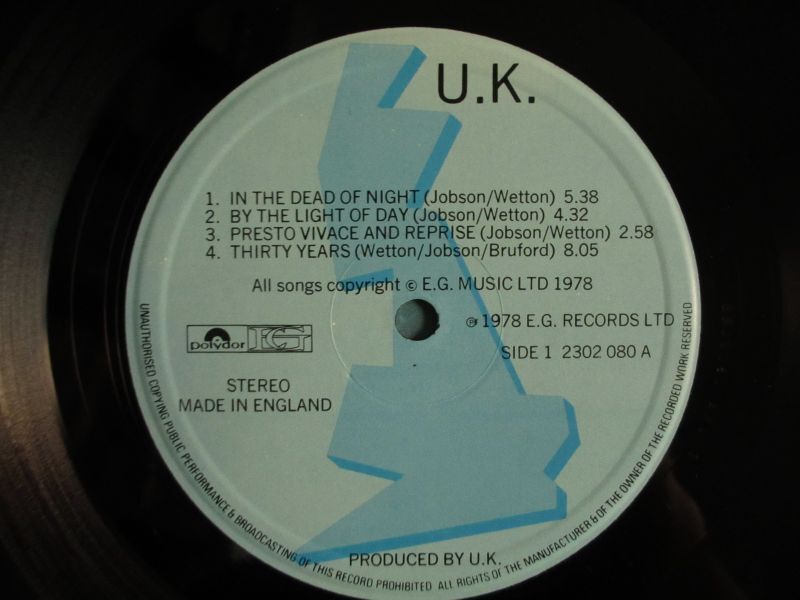 U.K.
1. IN THE DEAD OF NIGHT (Jobson/Wetton) 5.38
2. BY THE LIGHT OF DAY (Jobson/Wetton) 4.32
3. PRESTO VIVACE AND REPRISE (Jobson/Wetton) 2.58
4. THIRTY YEARS (Wetton/Jobson/Bruford) 8.05
All songs copyright © E.G. MUSIC LTD 1978
℗ 1978 E.G. RECORDS LTD
polydor EG
SIDE 1 2302 080 A
STEREO
MADE IN ENGLAND
PRODUCED BY U.K.
UNAUTHORISED COPYING PUBLIC PERFORMANCE & BROADCASTING OF THIS RECORD PROHIBITED ALL RIGHTS OF THE MANUFACTURER & OF THE OWNER OF THE RECORDED WORK RESERVED